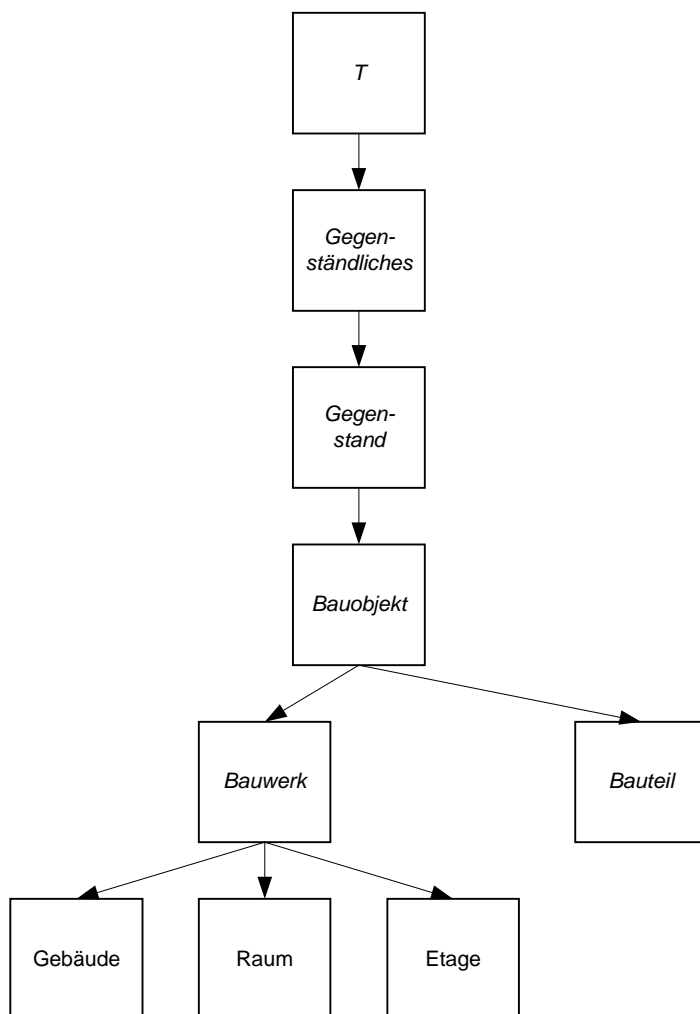 T
Gegen-
ständliches
Gegen-
stand
Bauobjekt
Bauwerk
Bauteil
Gebäude
Raum
Etage